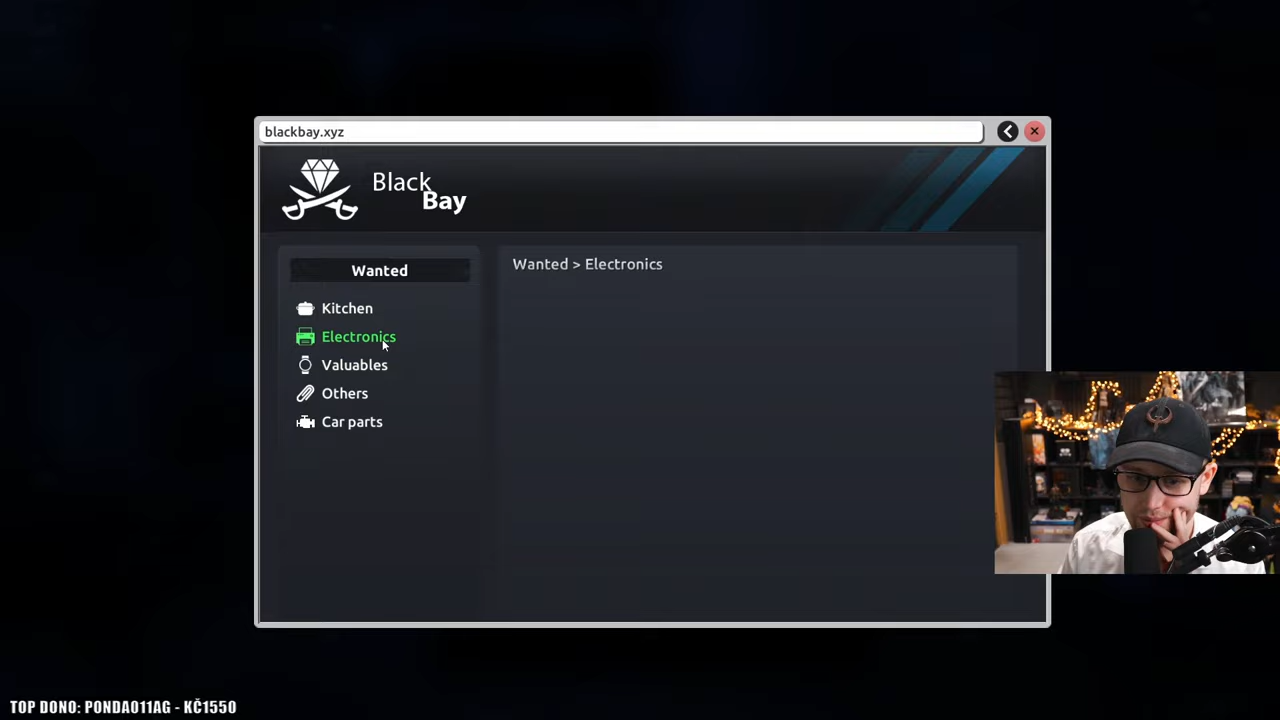 blackbay.xyz
Black
Bay
Wanted
Kitchen
Electronics
Valuables
Others
Car parts
Wanted > Electronics
TOP DONO: PONDA011AG - KČ1550